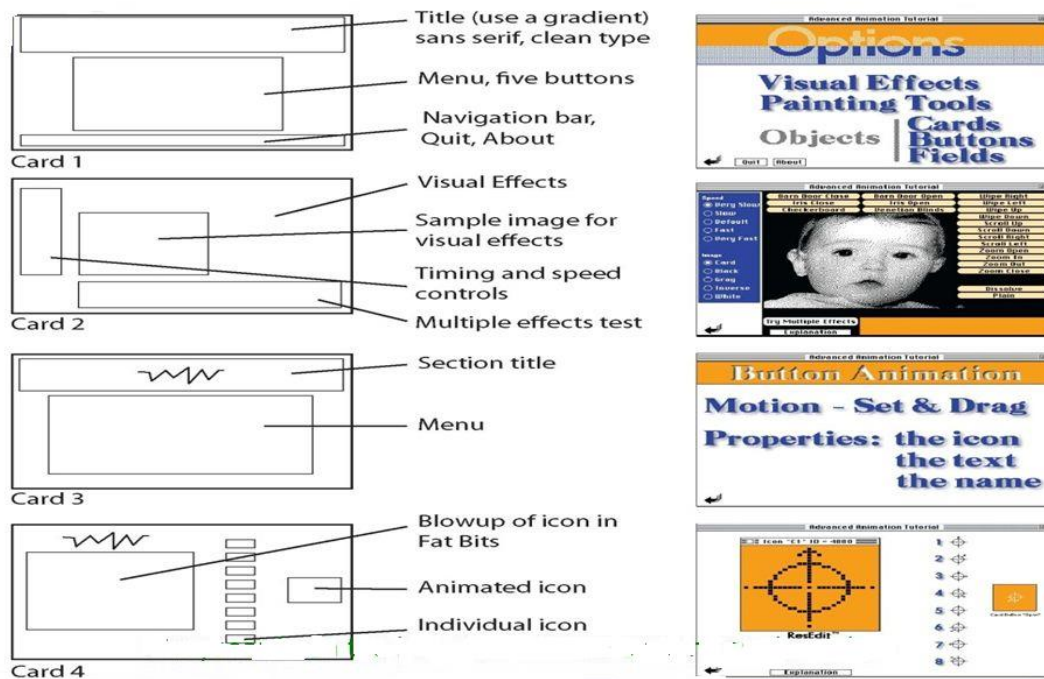 Title (use a gradient)
sans serif, clean type
Menu, five buttons
Navigation bar,
Quit, About
Card 1
Visual Effects
Sample image for
visual effects
Timing and speed
controls
Multiple effects test
Card 2
Section title
Menu
Card 3
Blowup of icon in
Fat Bits
Animated icon
Individual icon
Card 4
Advanced Animation Tutorial
Options
Visual Effects
Painting Tools
Objects
Cards
Buttons
Fields
Quit About
Advanced Animation Tutorial
Speed
Very Slow
Slow
Default
Fast
Very Fast
Image
Card
Black
Gray
Inverse
White
Barn Door Close Barn Door Open Wipe Right
Iris Close Iris Open Wipe Left
Checkerboard Venetian Blinds Wipe Up
Wipe Down
Scroll Up
Scroll Down
Scroll Right
Scroll Left
Zoom Open
Zoom In
Zoom Out
Zoom Close
Dissolve
Plain
Try Multiple Effects
Explanation
Advanced Animation Tutorial
Button Animation
Motion - Set & Drag
Properties: the icon
the text
the name
Advanced Animation Tutorial
Icon "C1" ID = 4000
ResEdit™
1
2
3
4
5
6
7
8
Explanation